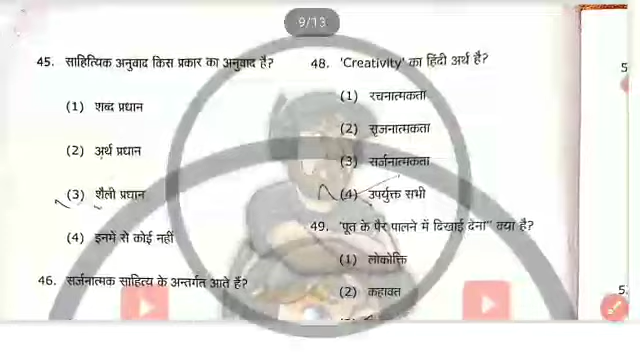 9/13
45. साहित्यिक अनुवाद किस प्रकार का अनुवाद है?
(1) शब्द प्रधान
(2) अर्थ प्रधान
(3) शैली प्रधान
(4) इनमें से कोई नहीं
46. सर्जनात्मक साहित्य के अन्तर्गत आते हैं?
48. 'Creativity' का हिंदी अर्थ है?
(1) रचनात्मकता
(2) सृजनात्मकता
(3) सर्जनात्मकता
(4) उपर्युक्त सभी
49. 'पूत के पैर पालने में दिखाई देना" क्या है?
(1) लोकोक्ति
(2) कहावत
5
5.